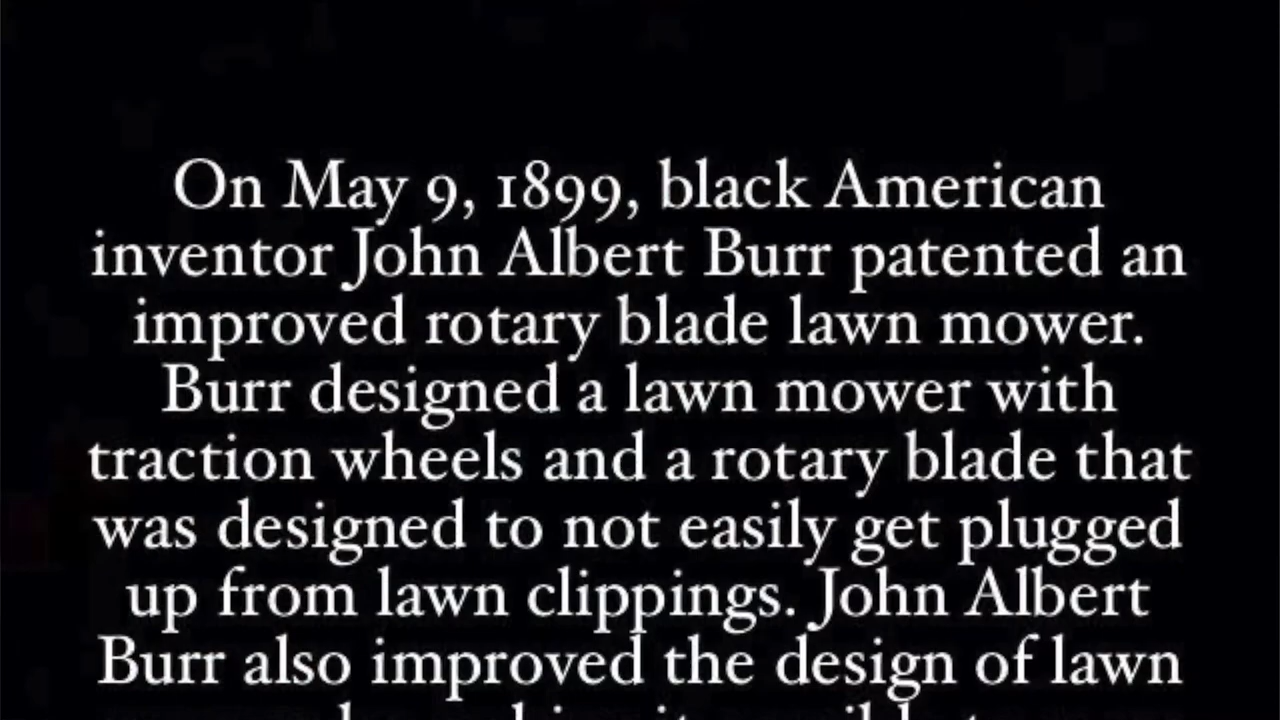 On May 9, 1899, black American
inventor John Albert Burr patented an
improved rotary blade lawn mower.
Burr designed a lawn mower with
traction wheels and a rotary blade that
was designed to not easily get plugged
up from lawn clippings. John Albert
Burr also improved the design of lawn